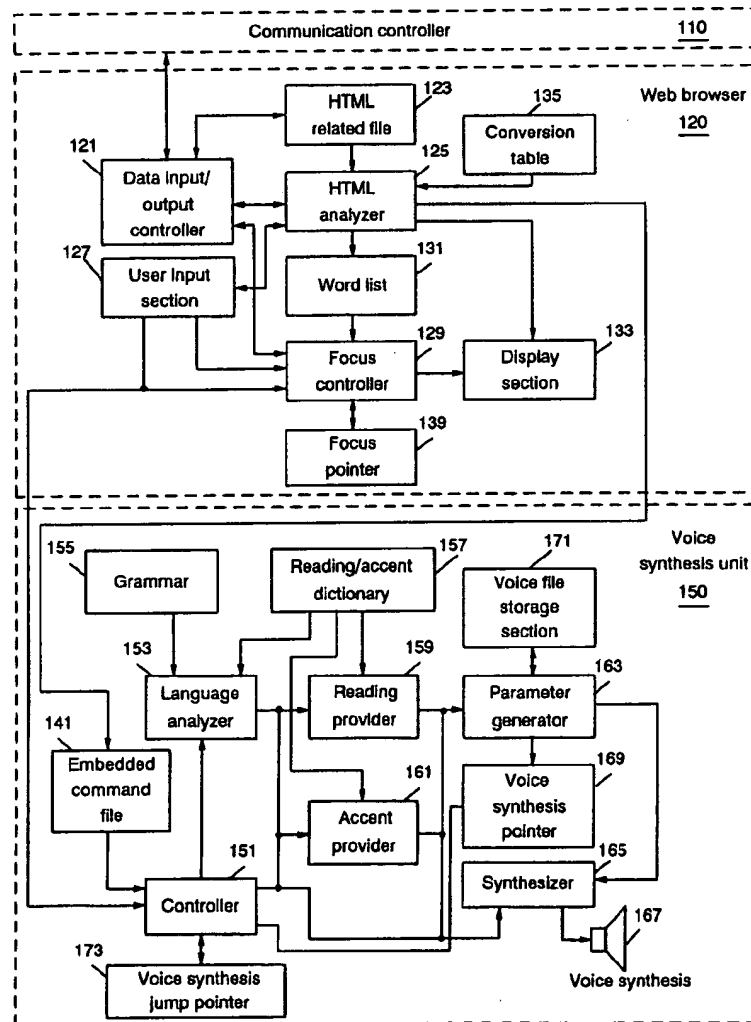 Communication controller
110
123
HTML
related file
135
Conversion
table
Web browser
120
121
Data input/
output
controller
125
HTML
analyzer
127
User input
section
131
Word list
129
Focus
controller
133
Display
section
139
Focus
pointer
155
Grammar
157
Reading/accent
dictionary
171
Voice file
storage
section
Voice
synthesis unit
150
153
Language
analyzer
159
Reading
provider
163
Parameter
generator
141
Embedded
command
file
161
Accent
provider
169
Voice
synthesis
pointer
151
Controller
165
Synthesizer
167
Voice synthesis
173
Voice synthesis
jump pointer